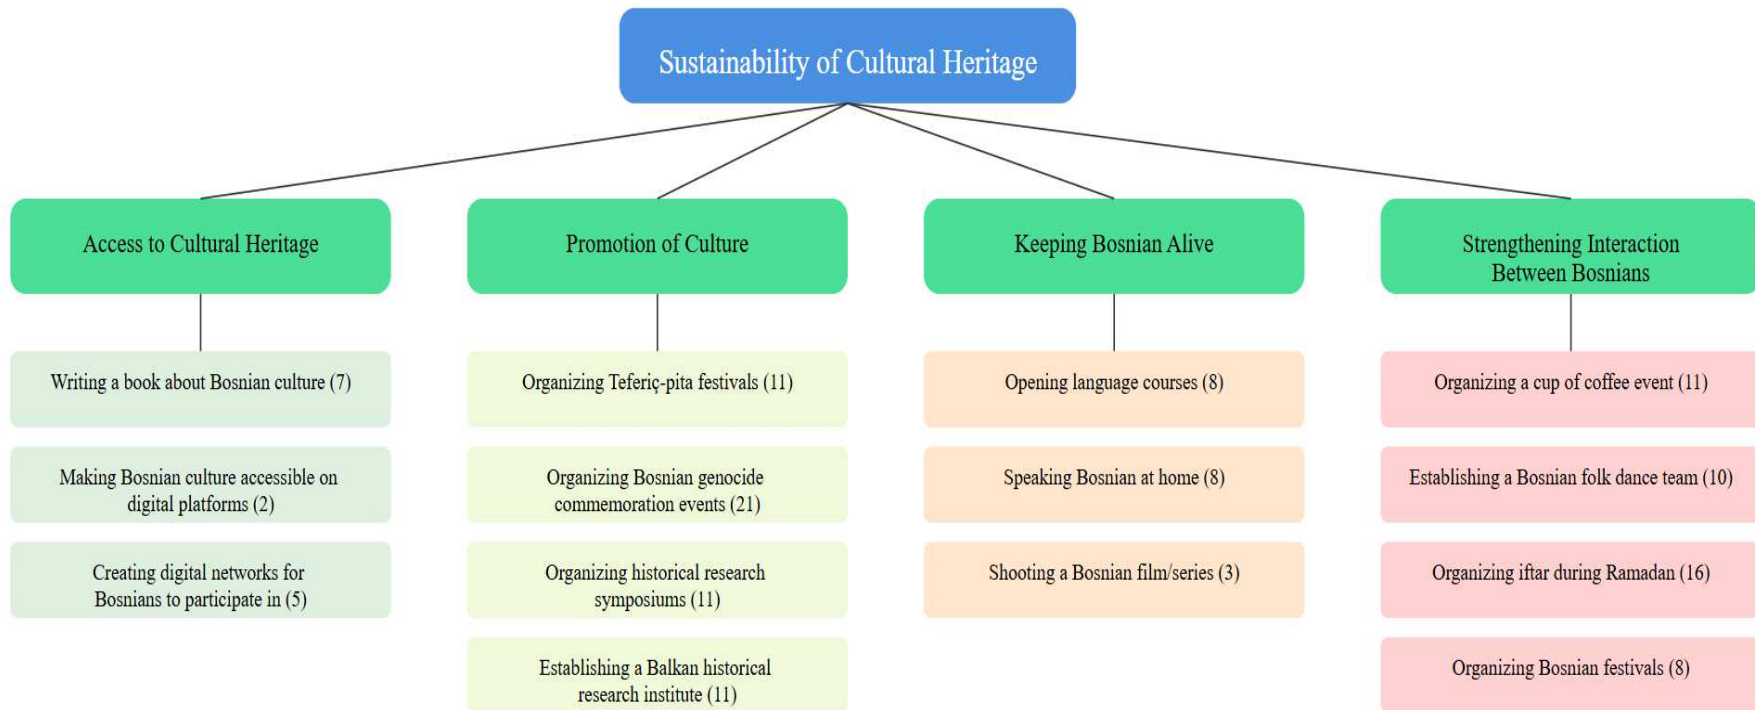 Sustainability of Cultural Heritage
Access to Cultural Heritage
Writing a book about Bosnian culture (7)
Making Bosnian culture accessible on
digital platforms (2)
Creating digital networks for
Bosnians to participate in (5)
Promotion of Culture
Organizing Teferiç-pita festivals (11)
Organizing Bosnian genocide
commemoration events (21)
Organizing historical research
symposiums (11)
Establishing a Balkan historical
research institute (11)
Keeping Bosnian Alive
Opening language courses (8)
Speaking Bosnian at home (8)
Shooting a Bosnian film/series (3)
Strengthening Interaction
Between Bosnians
Organizing a cup of coffee event (11)
Establishing a Bosnian folk dance team (10)
Organizing iftar during Ramadan (16)
Organizing Bosnian festivals (8)